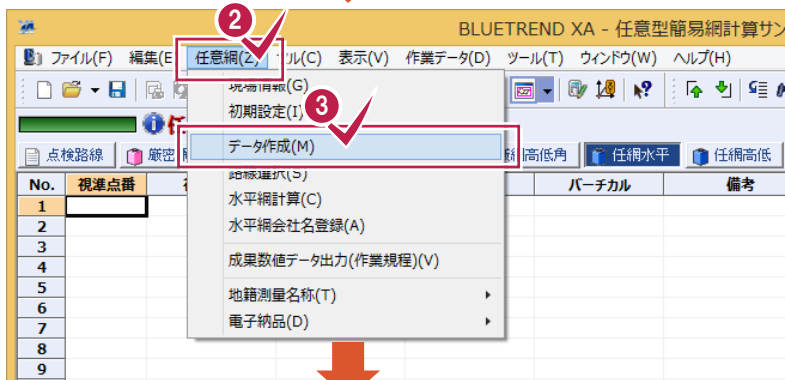 2
BLUETREND XA - 任意型簡易網計算サン
ファイル(F) 編集(E 任意網(Z) ル(C) 表示(V) 作業データ(D) ツール(T) ウィンドウ(W) ヘルプ(H)
現場情報(G)
初期設定(I)
3
データ作成(M)
点検路線 厳密 高低角 任網水平 任網高低
路線選択(S)
No. 視準点番 バーチカル 備考
水平網計算(C)
水平網会社名登録(A)
成果数値データ出力(作業規程)(V)
地籍測量名称(T)
電子納品(D)
1
2
3
4
5
6
7
8
9